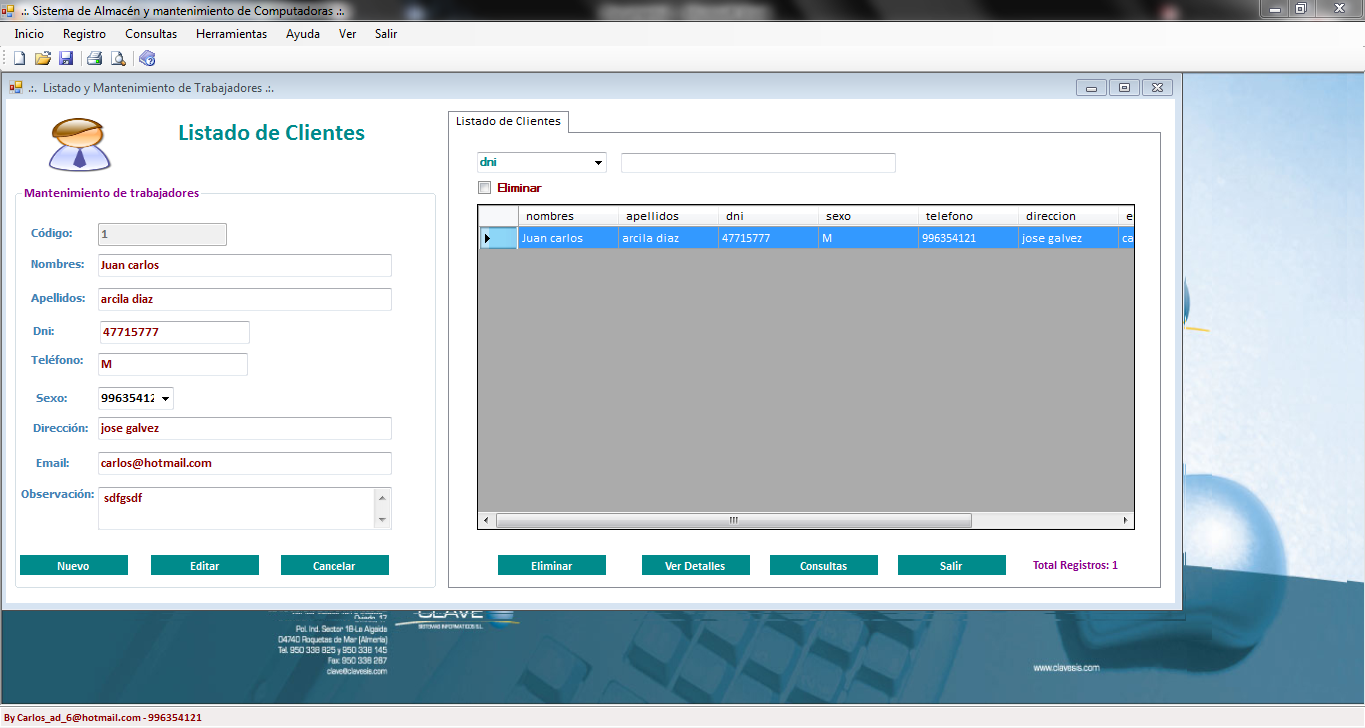 .:. Sistema de Almacén y mantenimiento de Computadoras .:.
Inicio Registro Consultas Herramientas Ayuda Ver Salir
.:. Listado y Mantenimiento de Trabajadores .:.
Listado de Clientes
Mantenimiento de trabajadores
Código: 1
Nombres: Juan carlos
Apellidos: arcila diaz
Dni: 47715777
Teléfono: M
Sexo: 99635412
Dirección: jose galvez
Email: carlos@hotmail.com
Observación: sdfgsdf
Nuevo Editar Cancelar
Listado de Clientes
dni
Eliminar
nombres apellidos dni sexo telefono direccion e
Juan carlos arcila diaz 47715777 M 996354121 jose galvez ca
Eliminar Ver Detalles Consultas Salir Total Registros: 1
CLAVE
SISTEMAS INFORMATICOS S.L.
Pol. Ind. Sector 18-La Algaida
04740 Roquetas de Mar (Almería)
Tel. 950 338 825 y 950 338 145
Fax: 950 338 287
clave@clavesis.com
www.clavesis.com
By Carlos_ad_6@hotmail.com - 996354121